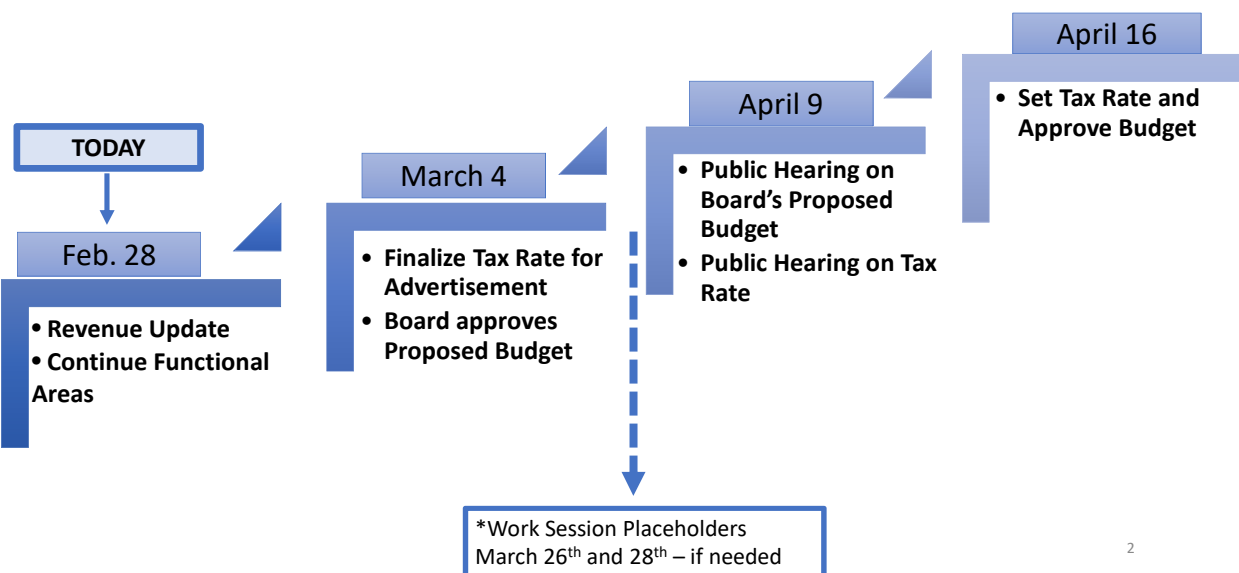 TODAY
Feb. 28
• Revenue Update
• Continue Functional
Areas
March 4
• Finalize Tax Rate for
Advertisement
• Board approves
Proposed Budget
*Work Session Placeholders
March 26th and 28th – if needed
April 9
• Public Hearing on
Board's Proposed
Budget
• Public Hearing on Tax
Rate
April 16
• Set Tax Rate and
Approve Budget
2